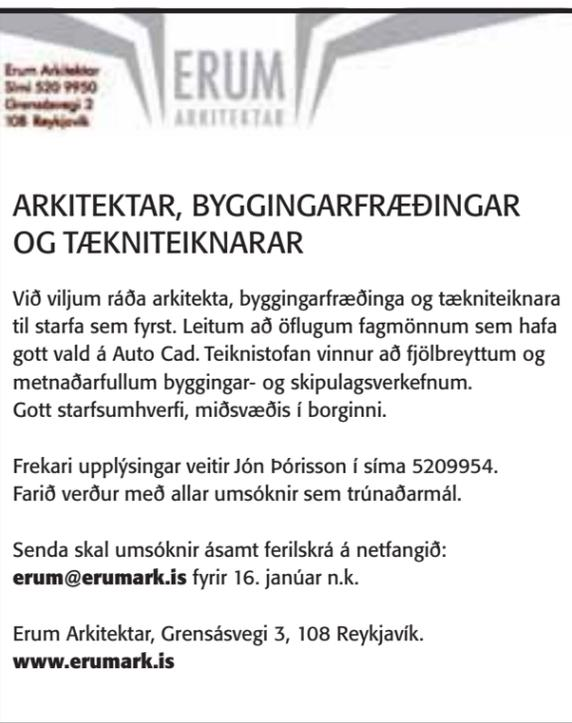 Erum Arkitektar
Sími 520 9950
Grensásvegi 3
108 Reykjavík
ERUM
ARKITEKTAR
ARKITEKTAR, BYGGINGARFRÆÐINGAR
OG TÆKNITEIKNARAR
Við viljum ráða arkitekta, byggingarfræðinga og tækniteiknara
til starfa sem fyrst. Leitum að öflugum fagmönnum sem hafa
gott vald á Auto Cad. Teiknistofan vinnur að fjölbreyttum og
metnaðarfullum byggingar- og skipulagsverkefnum.
Gott starfsumhverfi, miðsvæðis í borginni.
Frekari upplýsingar veitir Jón Þórisson í síma 5209954.
Farið verður með allar umsóknir sem trúnaðarmál.
Senda skal umsóknir ásamt ferilskrá á netfangið:
erum@erumark.is fyrir 16. janúar n.k.
Erum Arkitektar, Grensásvegi 3, 108 Reykjavík.
www.erumark.is